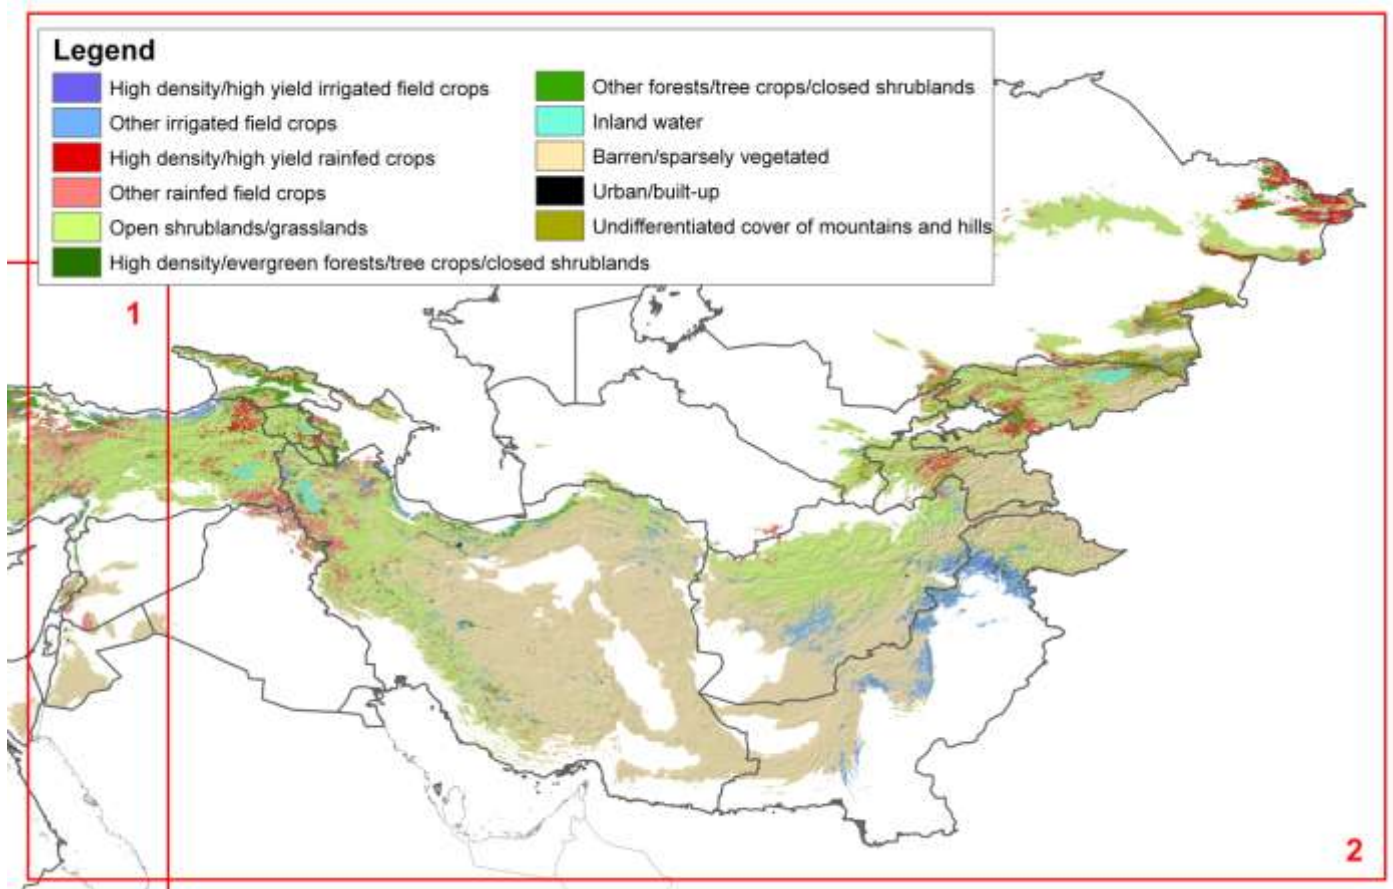 Legend
High density/high yield irrigated field crops
Other irrigated field crops
High density/high yield rainfed crops
Other rainfed field crops
Open shrublands/grasslands
High density/evergreen forests/tree crops/closed shrublands
Other forests/tree crops/closed shrublands
Inland water
Barren/sparsely vegetated
Urban/built-up
Undifferentiated cover of mountains and hills
1
2